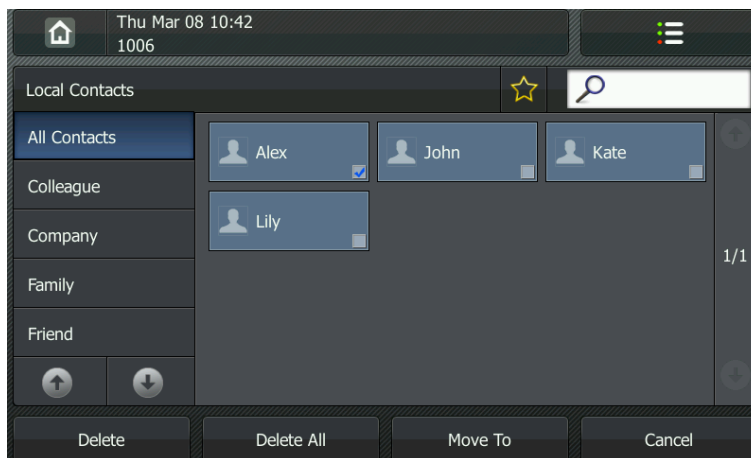 Thu Mar 08 10:42
1006
Local Contacts
All Contacts
Colleague
Company
Family
Friend
Alex
John
Kate
Lily
1/1
Delete
Delete All
Move To
Cancel